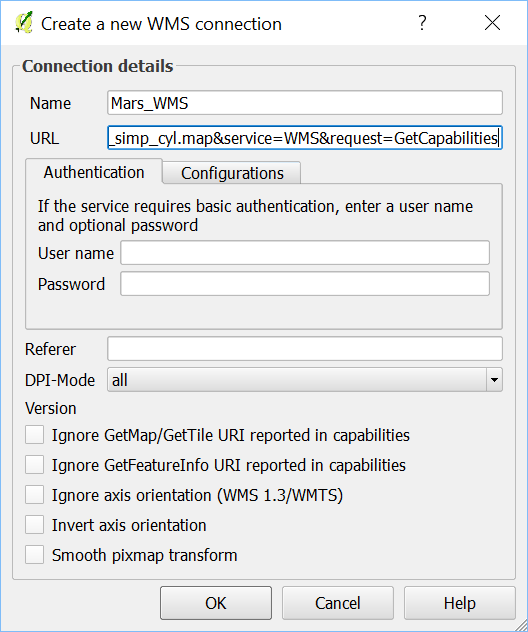 Create a new WMS connection
?
Connection details
Name Mars_WMS
URL _simp_cyl.map&service=WMS&request=GetCapabilities
Authentication Configurations
If the service requires basic authentication, enter a user name
and optional password
User name
Password
Referer
DPI-Mode all
Version
Ignore GetMap/GetTile URI reported in capabilities
Ignore GetFeatureInfo URI reported in capabilities
Ignore axis orientation (WMS 1.3/WMTS)
Invert axis orientation
Smooth pixmap transform
OK Cancel Help